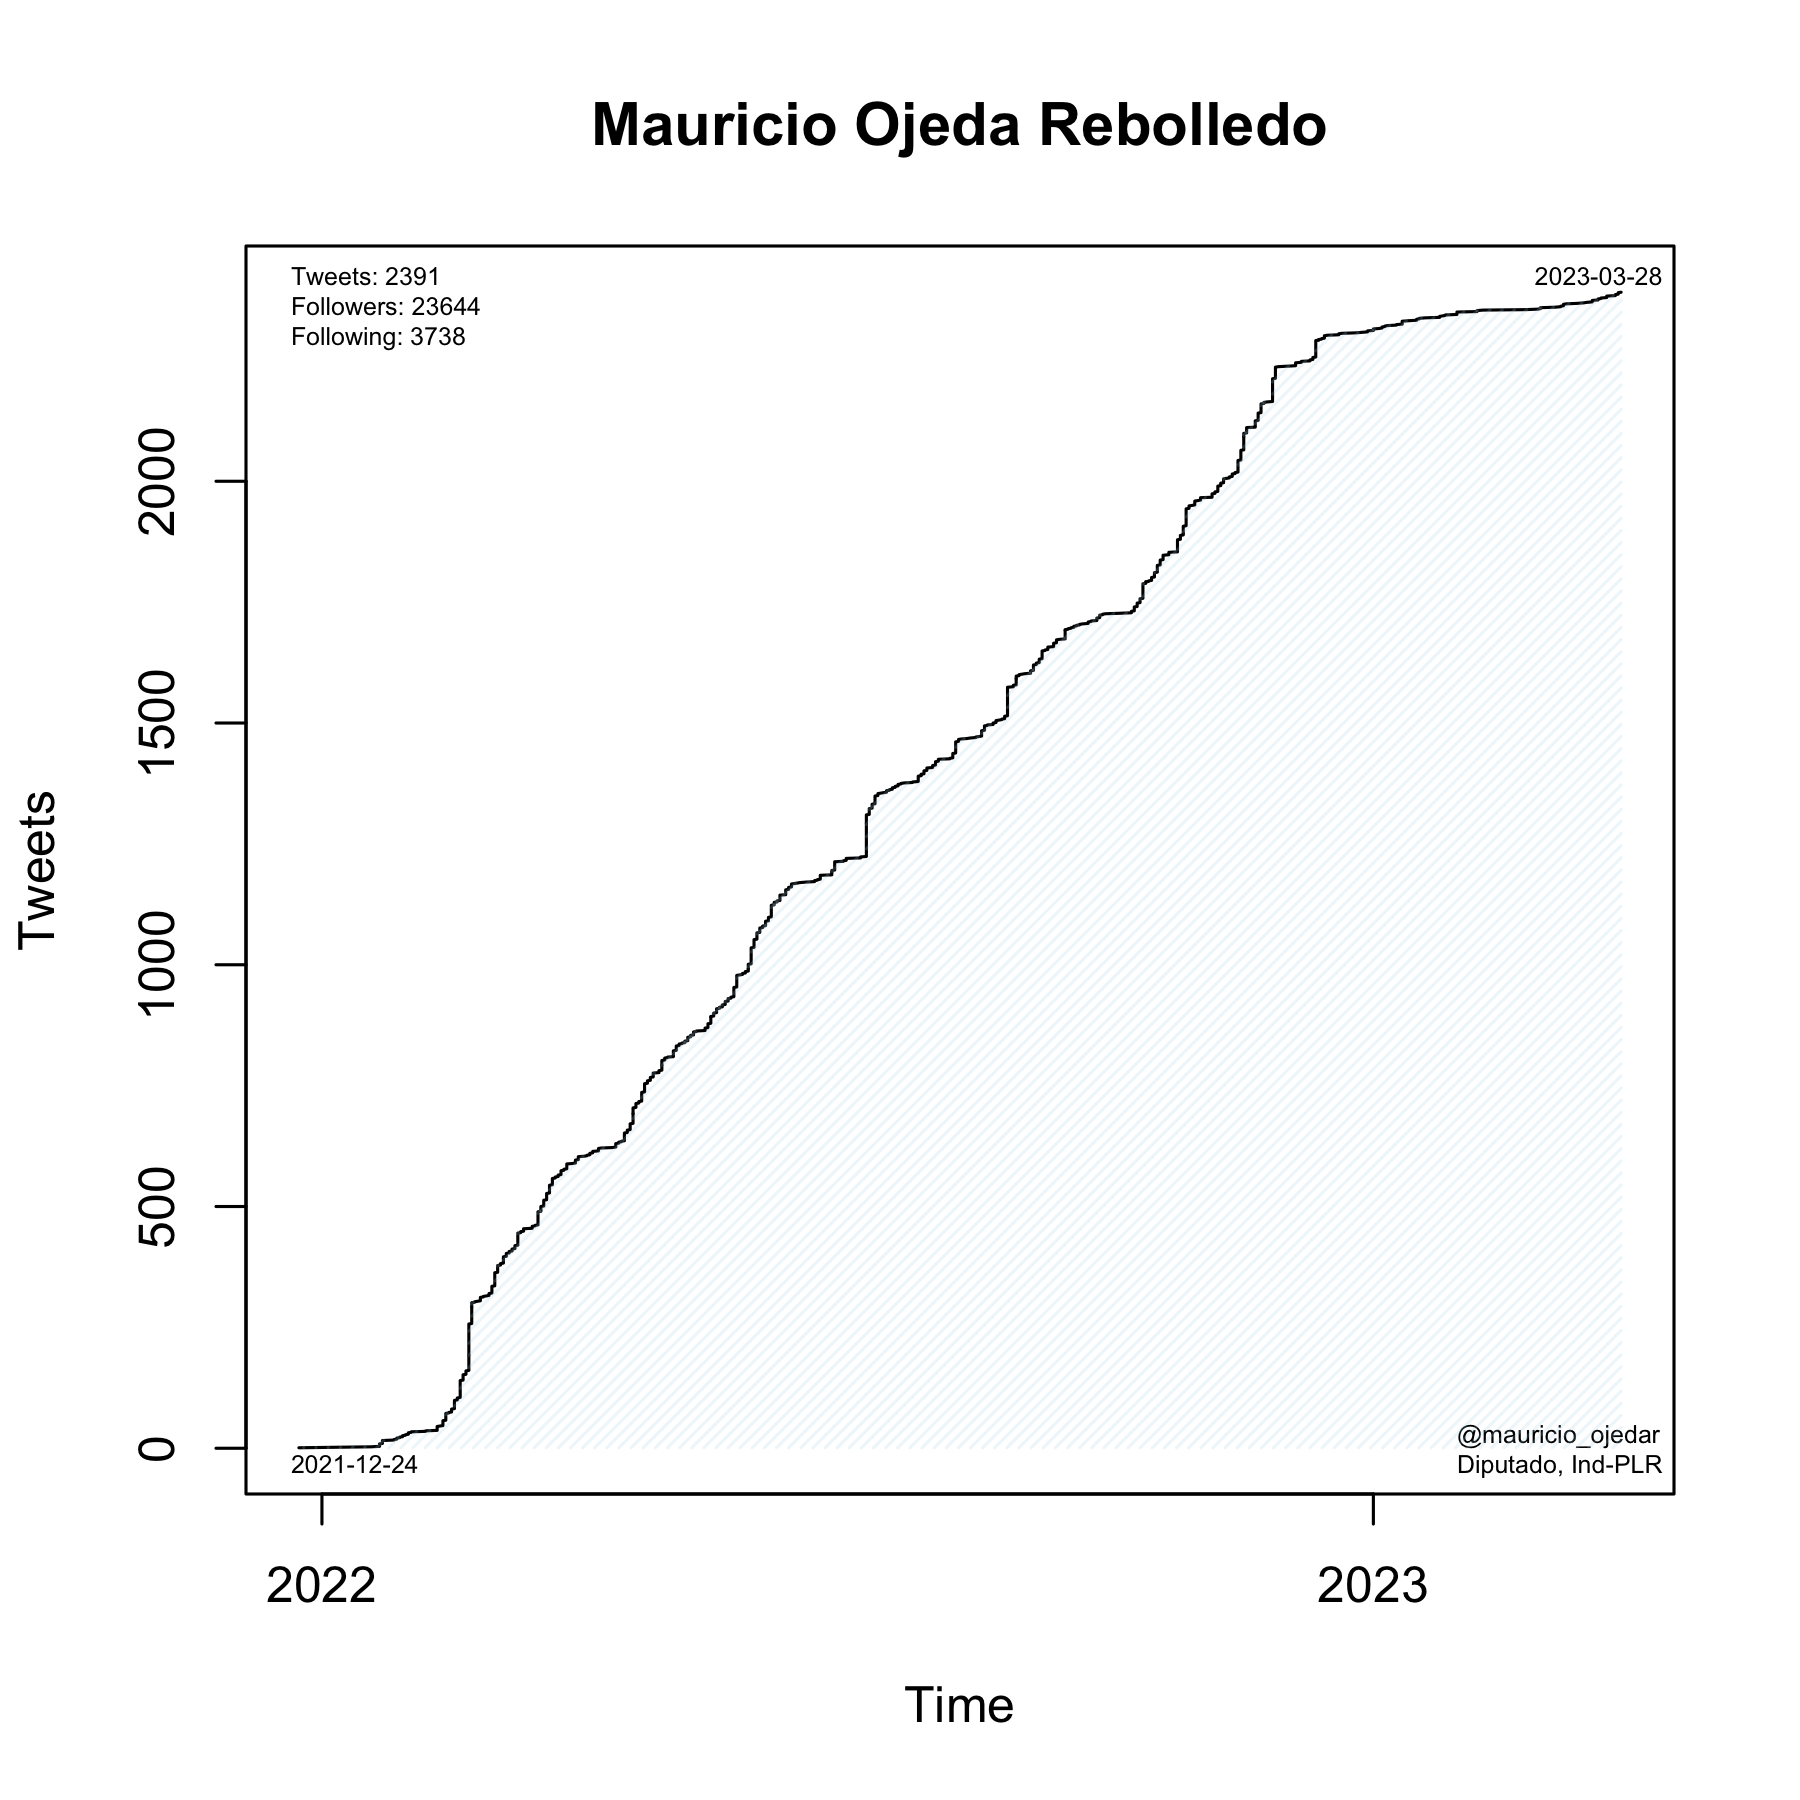 Mauricio Ojeda Rebolledo
Tweets: 2391
Followers: 23644
Following: 3738
2023-03-28
2000
1500
1000
500
0
Tweets
2021-12-24
@mauricio_ojedar
Diputado, Ind-PLR
2022
2023
Time